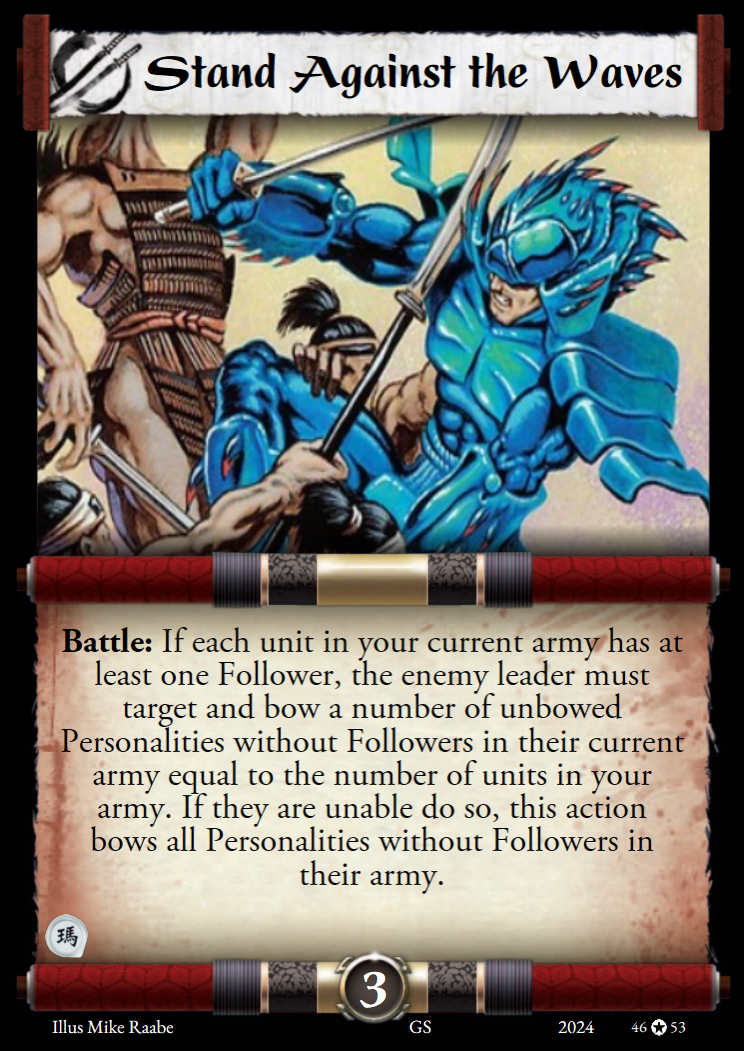 Stand Against the Waves
Battle: If each unit in your current army has at
least one Follower, the enemy leader must
target and bow a number of unbowed
Personalities without Followers in their current
army equal to the number of units in your
army. If they are unable do so, this action
bows all Personalities without Followers in
their army.
瑪
3
Illus Mike Raabe GS 2024 46 ✪ 53